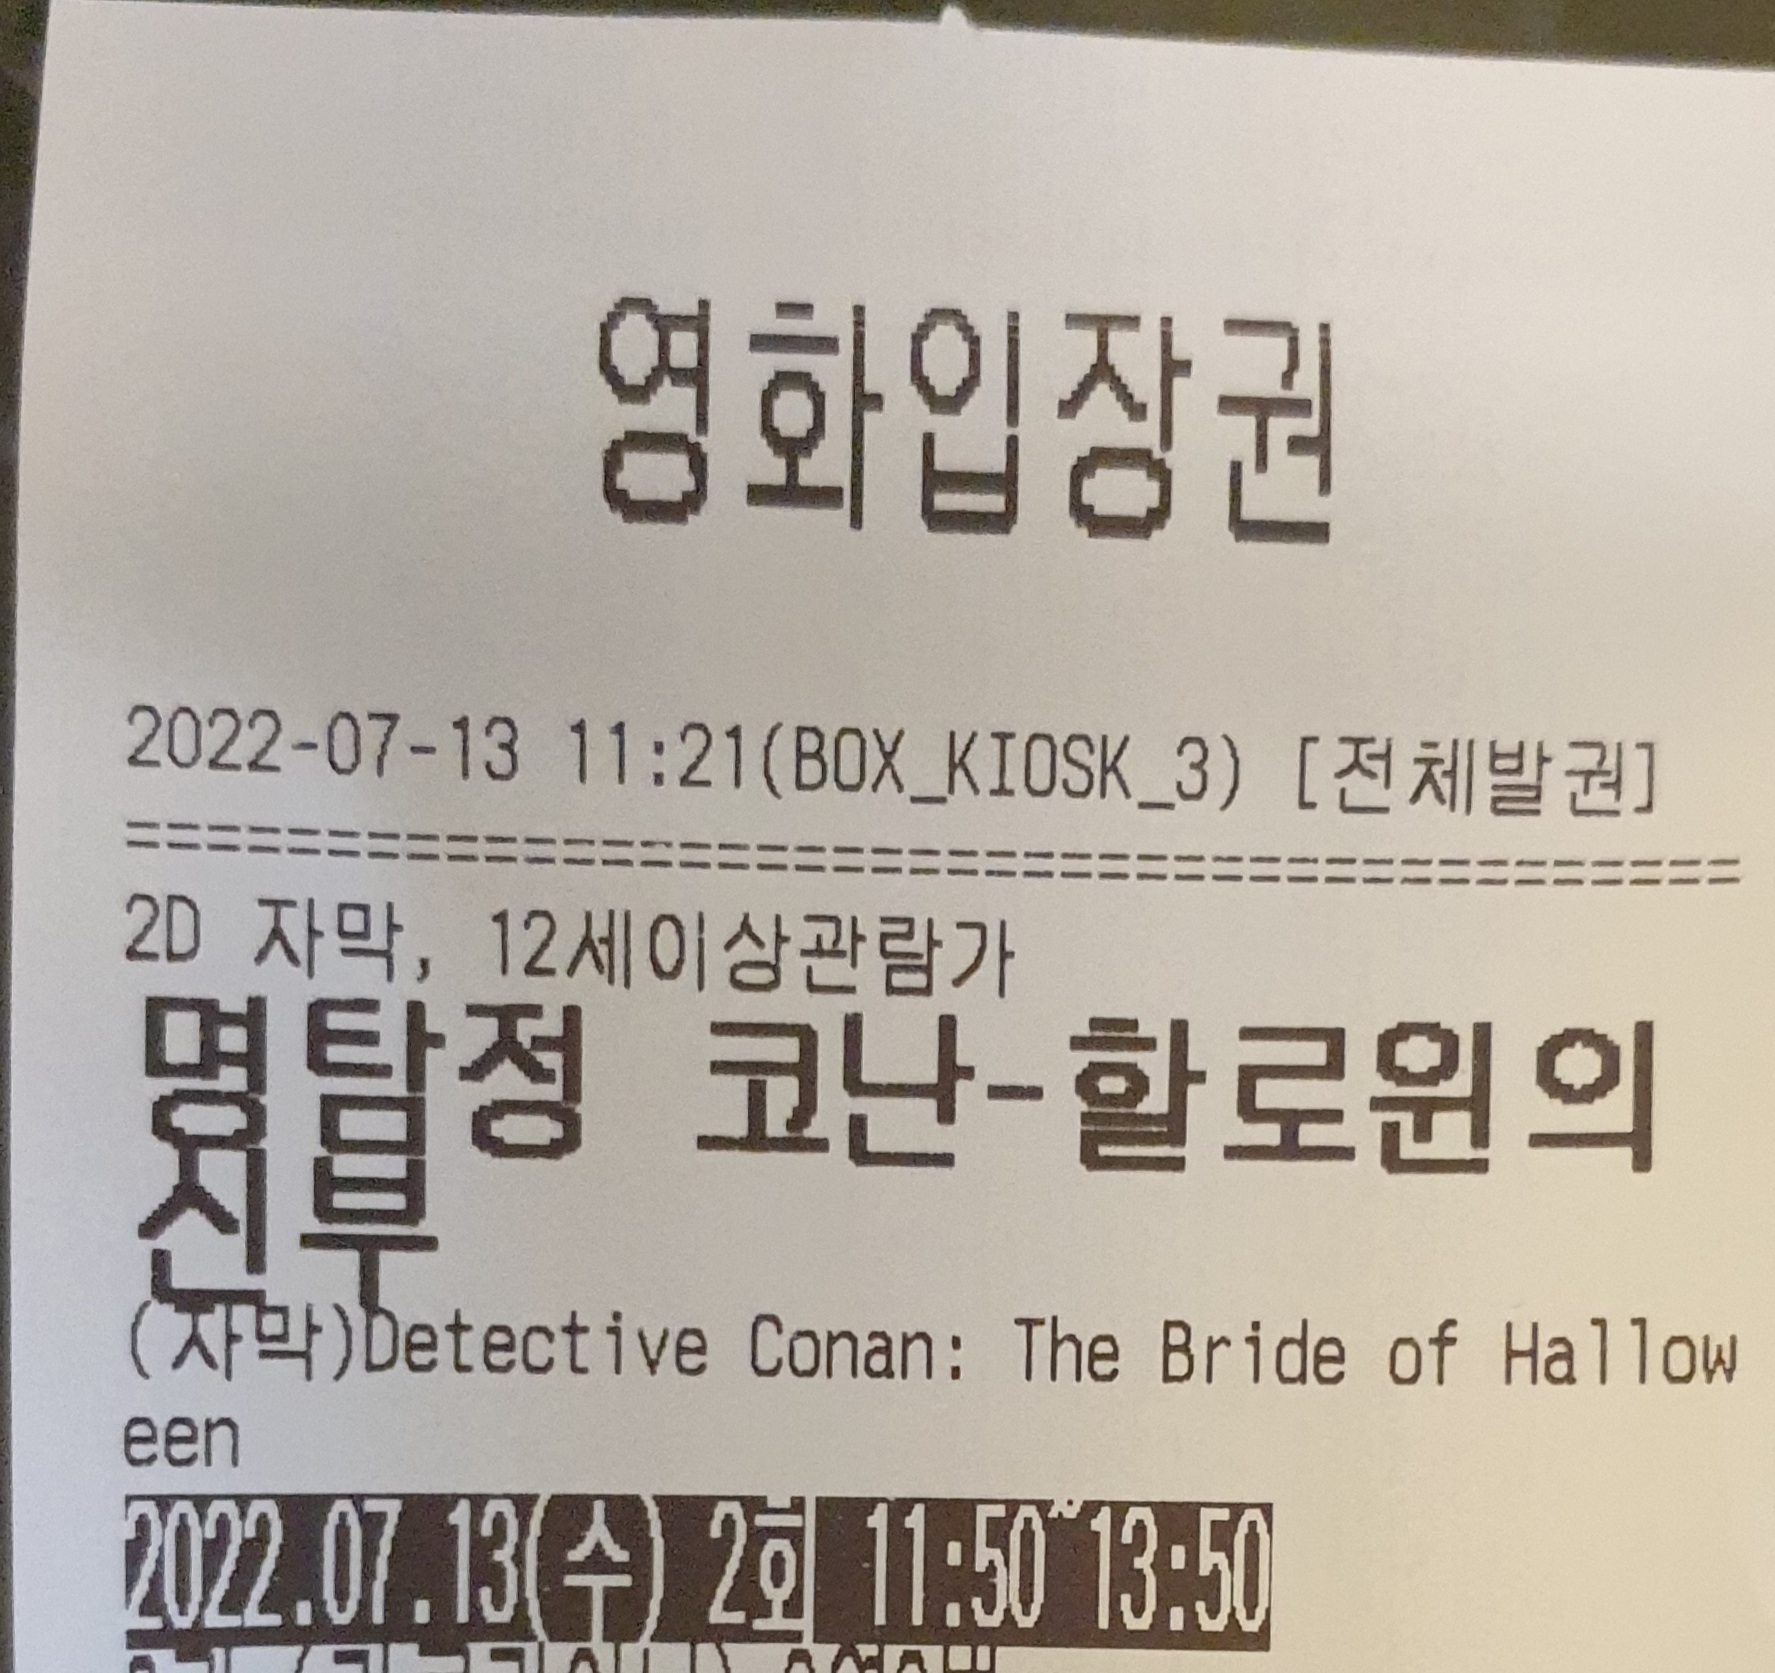 영화입장권
2022-07-13 11:21(BOX_KIOSK_3) [전체발권]
=========================================
2D 자막, 12세이상관람가
명탐정 코난-할로윈의
신부
(자막)Detective Conan: The Bride of Hallow
een
2022.07.13(수) 2회 11:50~13:50